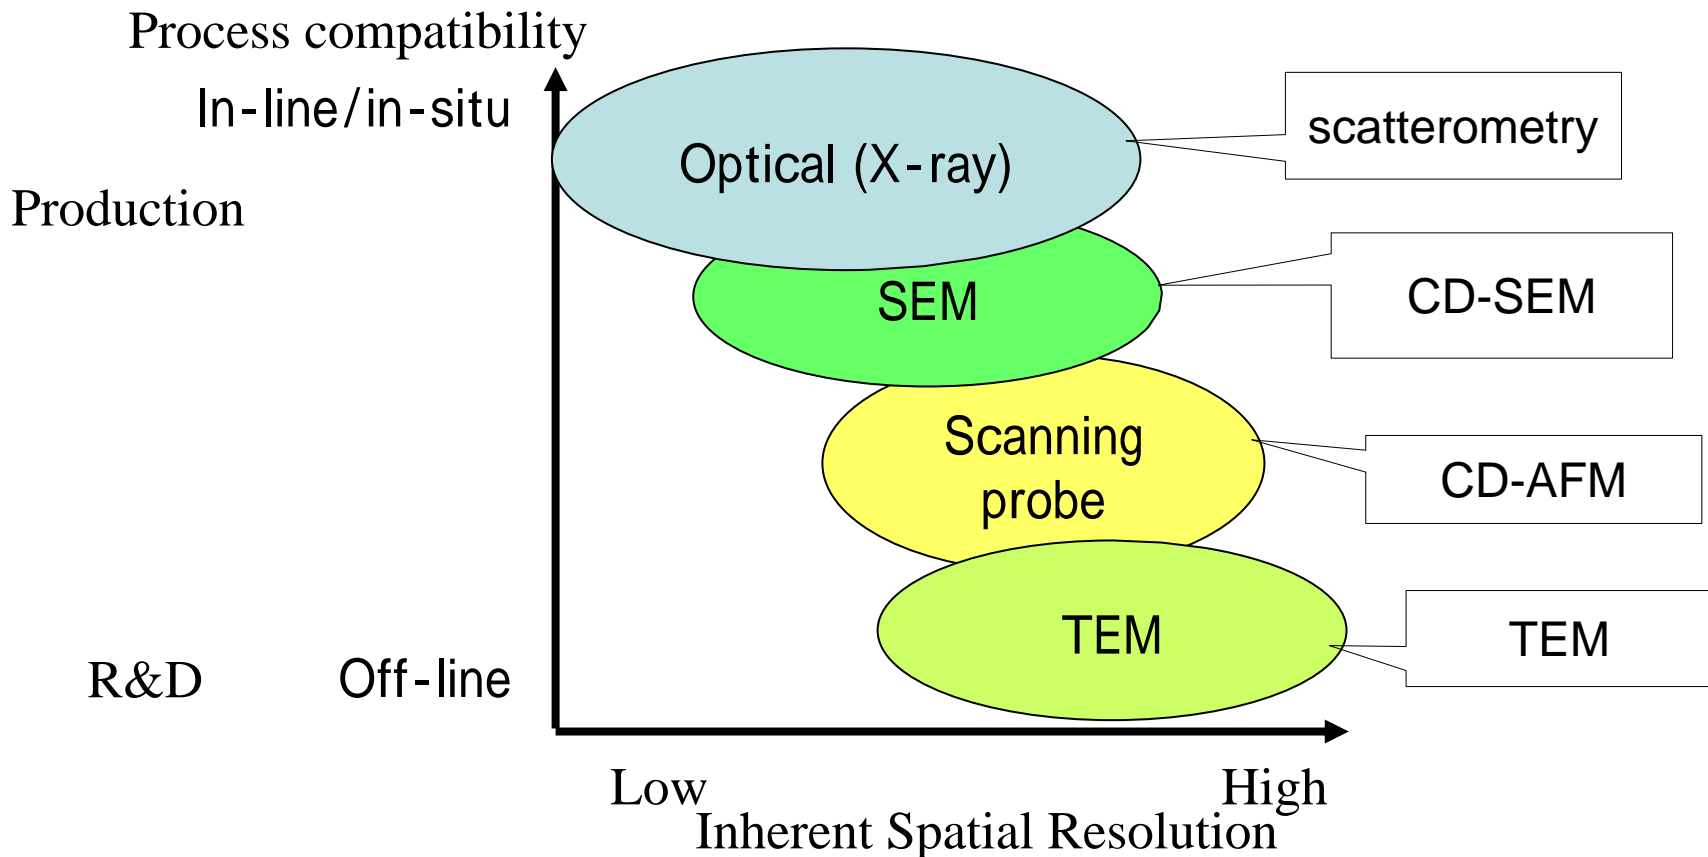 Process compatibility
In-line/in-situ
Optical (X-ray)
scatterometry
Production
SEM
CD-SEM
Scanning
probe
CD-AFM
TEM
TEM
R&D
Off-line
Low
High
Inherent Spatial Resolution